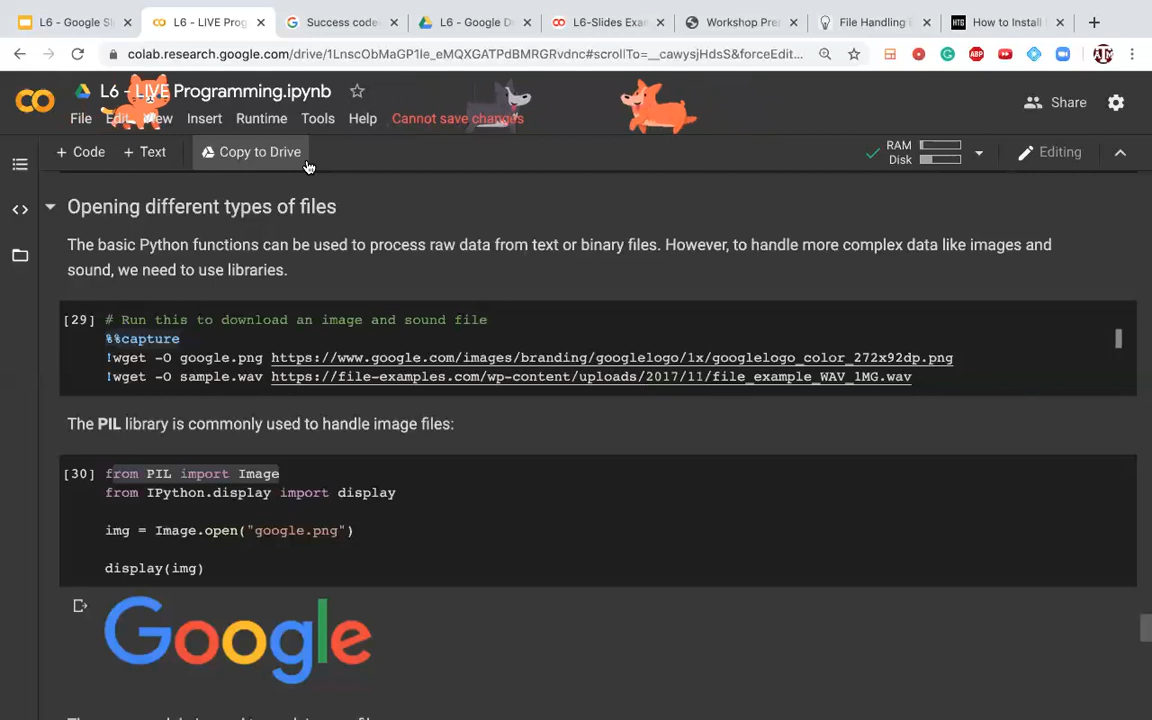 L6 - Google Sl
L6 - LIVE Prog
Success code
L6 - Google Dr
L6-Slides Exa
Workshop Pre
File Handling i
How to Install
colab.research.google.com/drive/1LnscObMaGP1Ie_eMQXGATPdBMRGRvdnc#scrollTo=__cawysjHdsS&forceEdit...
L6 - LIVE Programming.ipynb
File Edit View Insert Runtime Tools Help Cannot save changes
Share
+ Code + Text Copy to Drive
RAM
Disk
Editing
Opening different types of files
The basic Python functions can be used to process raw data from text or binary files. However, to handle more complex data like images and
sound, we need to use libraries.
[29] # Run this to download an image and sound file
%%capture
!wget -O google.png https://www.google.com/images/branding/googlelogo/1x/googlelogo_color_272x92dp.png
!wget -O sample.wav https://file-examples.com/wp-content/uploads/2017/11/file_example_WAV_1MG.wav
The PIL library is commonly used to handle image files:
[30] from PIL import Image
from IPython.display import display
img = Image.open("google.png")
display(img)
Google